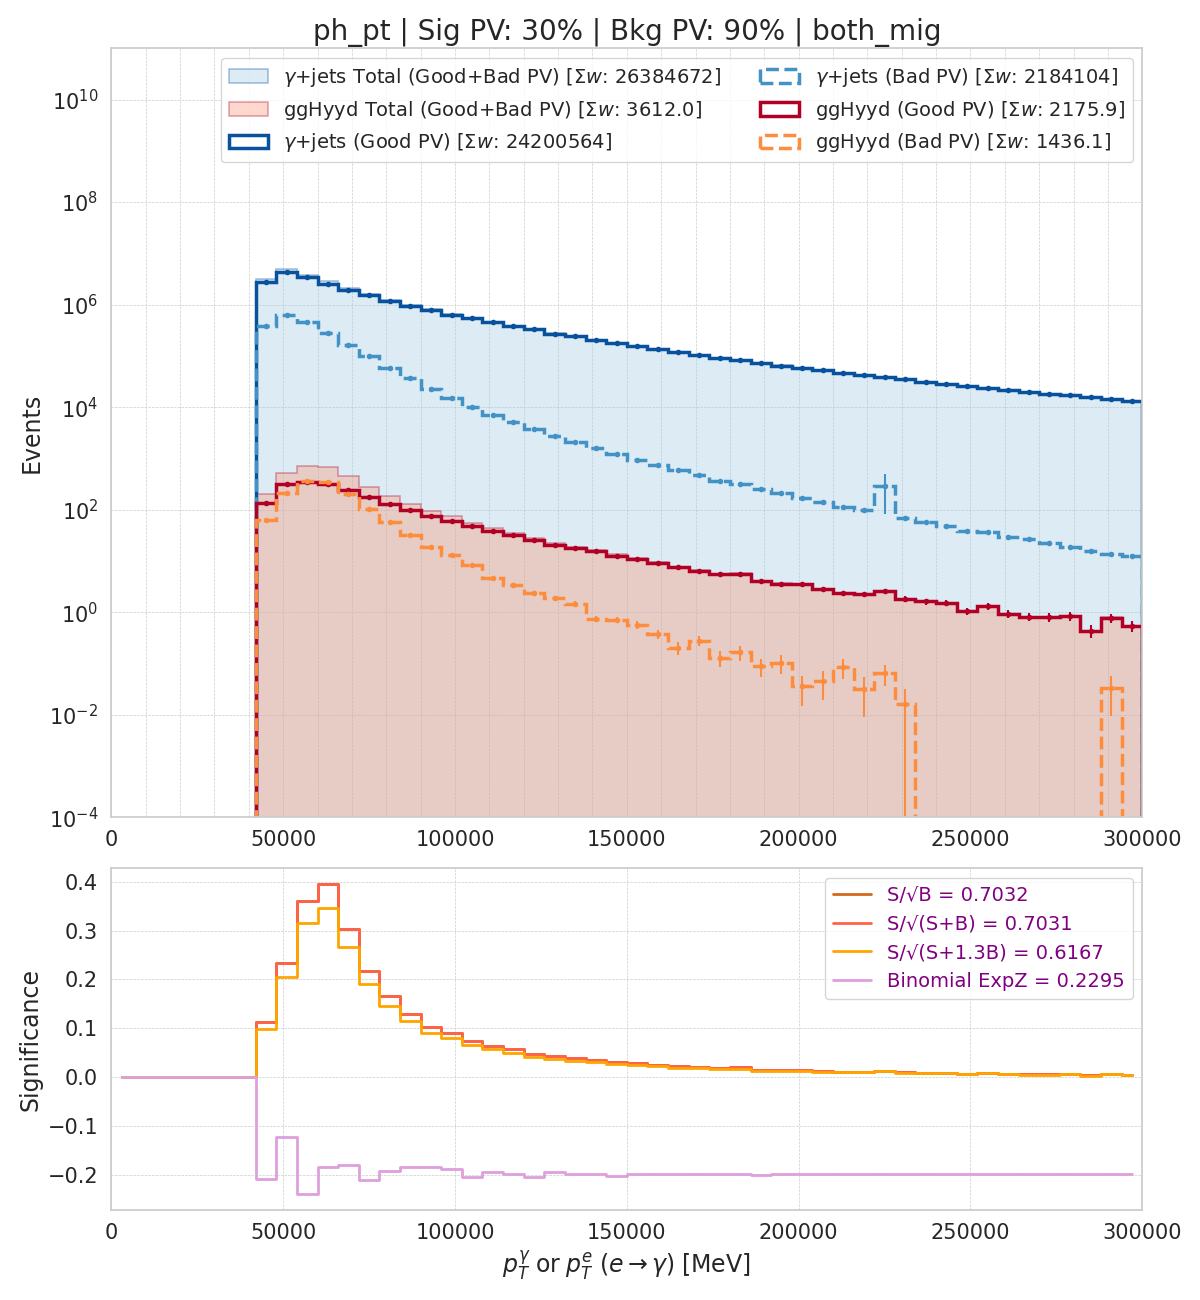 ph_pt | Sig PV: 30% | Bkg PV: 90% | both_mig
γ+jets Total (Good+Bad PV) [Σw: 26384672]
ggHyyd Total (Good+Bad PV) [Σw: 3612.0]
γ+jets (Good PV) [Σw: 24200564]
γ+jets (Bad PV) [Σw: 2184104]
ggHyyd (Good PV) [Σw: 2175.9]
ggHyyd (Bad PV) [Σw: 1436.1]
Events
10^10
10^8
10^6
10^4
10^2
10^0
10^−2
10^−4
0 50000 100000 150000 200000 250000 300000
Significance
0.4
0.3
0.2
0.1
0.0
−0.1
−0.2
S/√B = 0.7032
S/√(S+B) = 0.7031
S/√(S+1.3B) = 0.6167
Binomial ExpZ = 0.2295
0 50000 100000 150000 200000 250000 300000
p_T^γ or p_T^e (e→γ) [MeV]